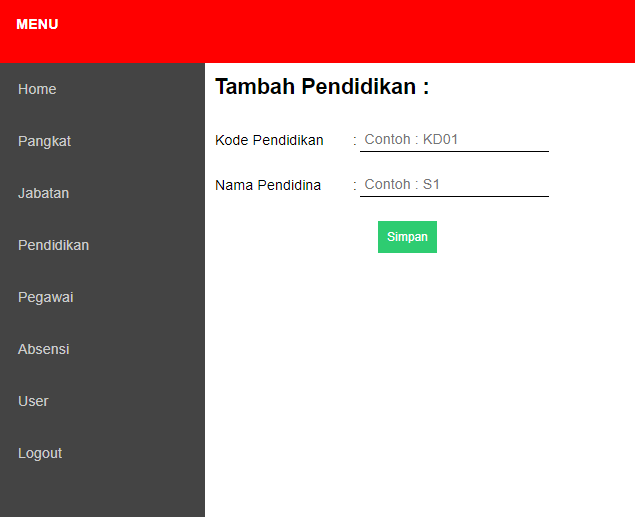 MENU
Home
Pangkat
Jabatan
Pendidikan
Pegawai
Absensi
User
Logout
Tambah Pendidikan :
Kode Pendidikan : Contoh : KD01
Nama Pendidina : Contoh : S1
Simpan